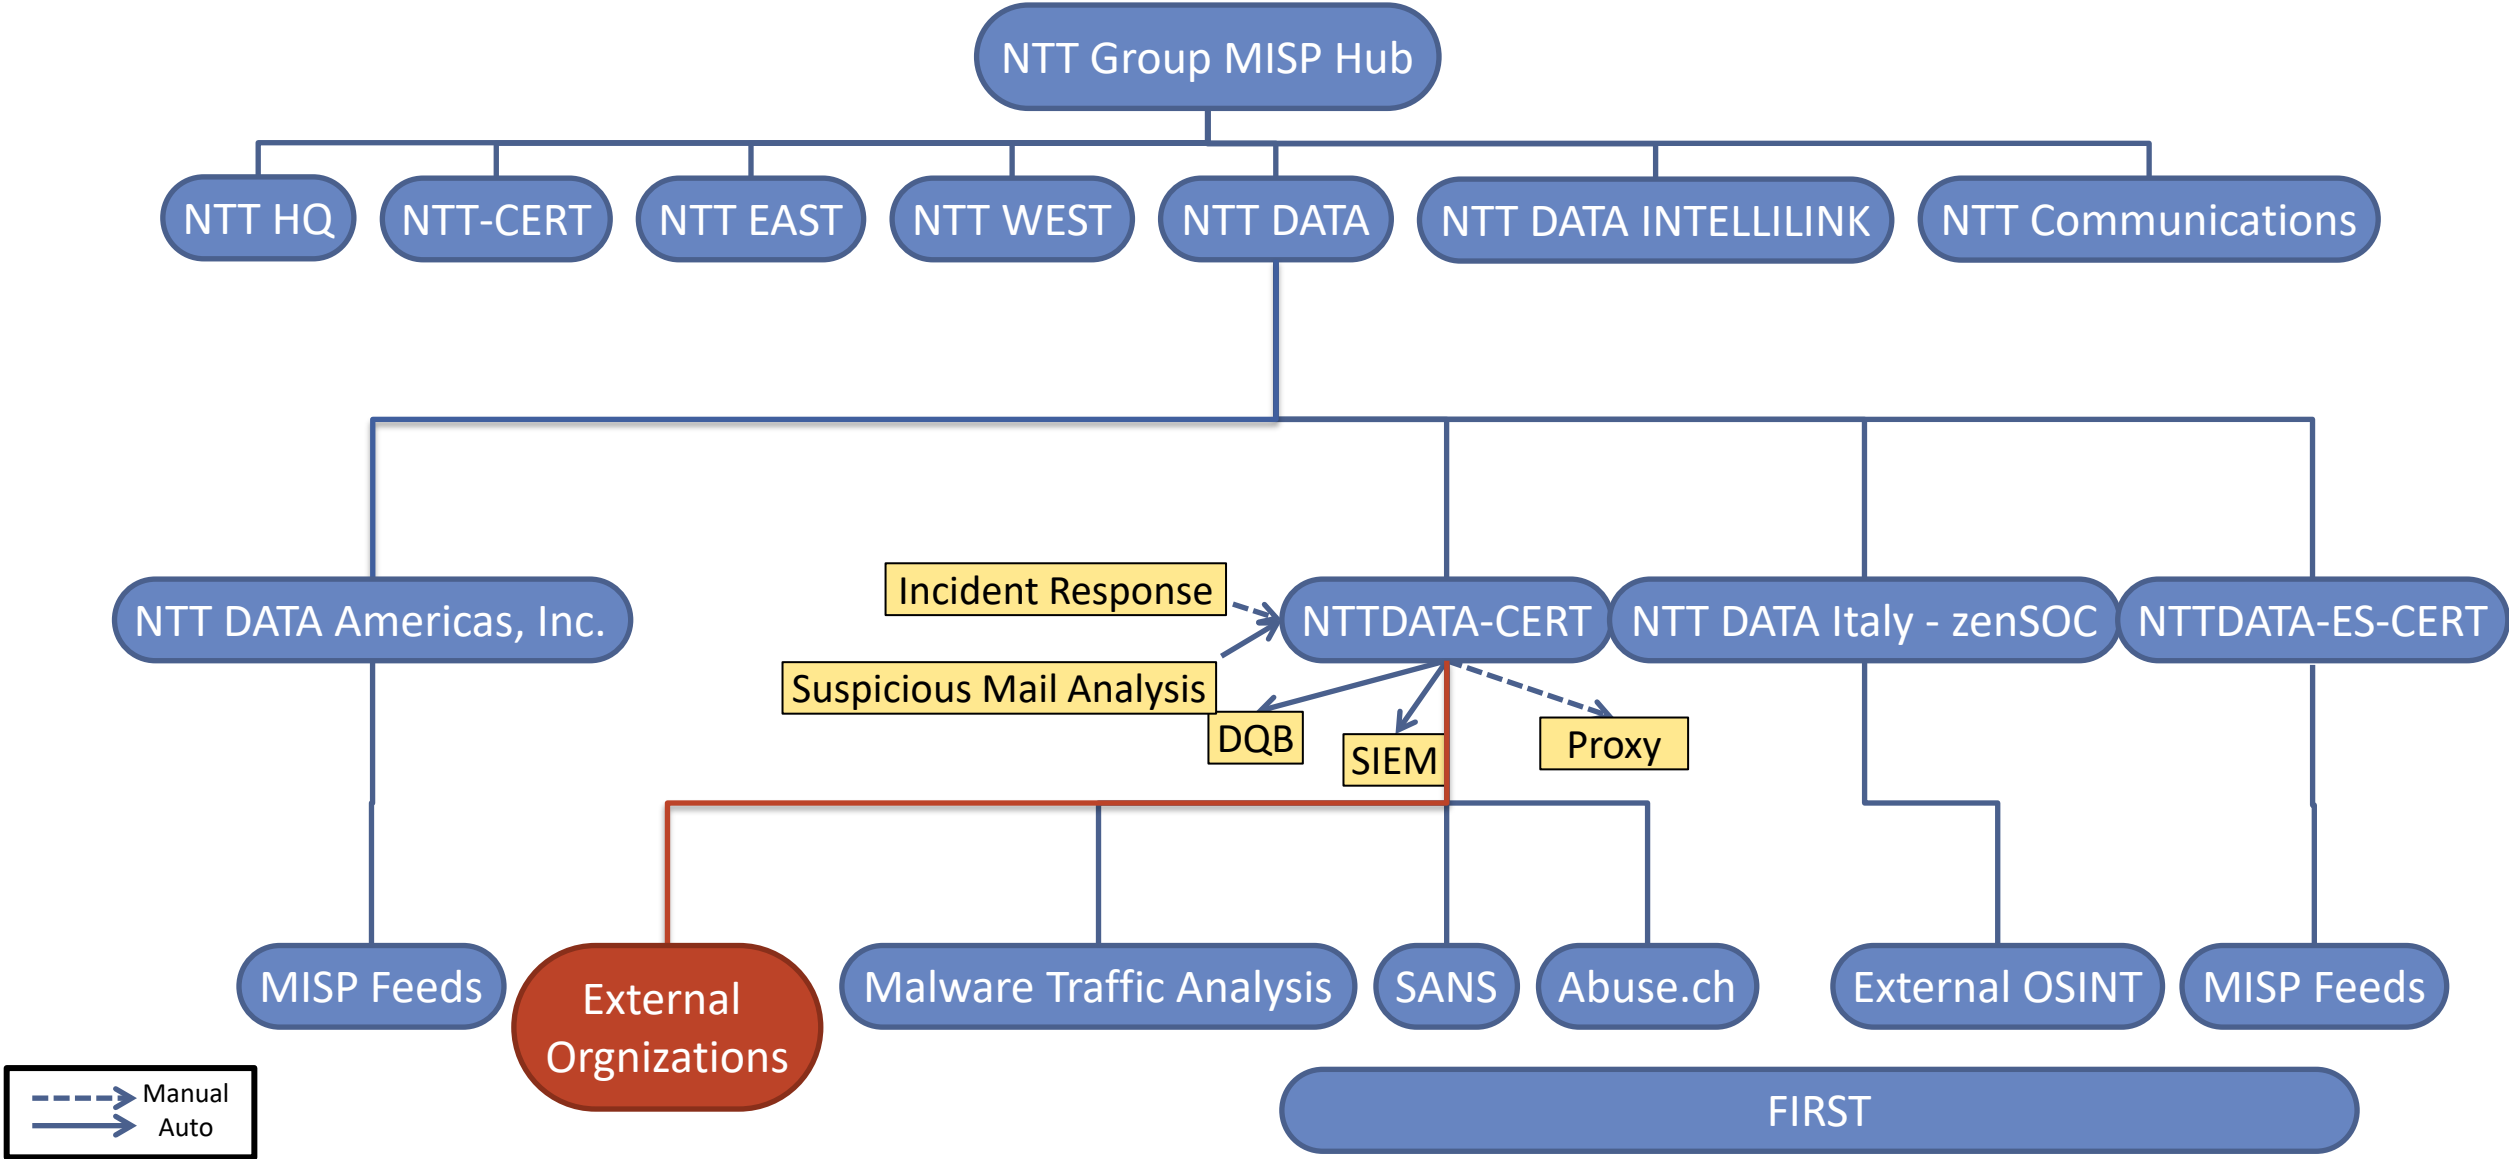 NTT Group MISP Hub
NTT HQ
NTT-CERT
NTT EAST
NTT WEST
NTT DATA
NTT DATA INTELLILINK
NTT Communications
Incident Response
NTT DATA Americas, Inc.
NTTDATA-CERT
NTT DATA Italy - zenSOC
NTTDATA-ES-CERT
Suspicious Mail Analysis
DQB
SIEM
Proxy
MISP Feeds
External
Orgnizations
Malware Traffic Analysis
SANS
Abuse.ch
External OSINT
MISP Feeds
Manual
Auto
FIRST